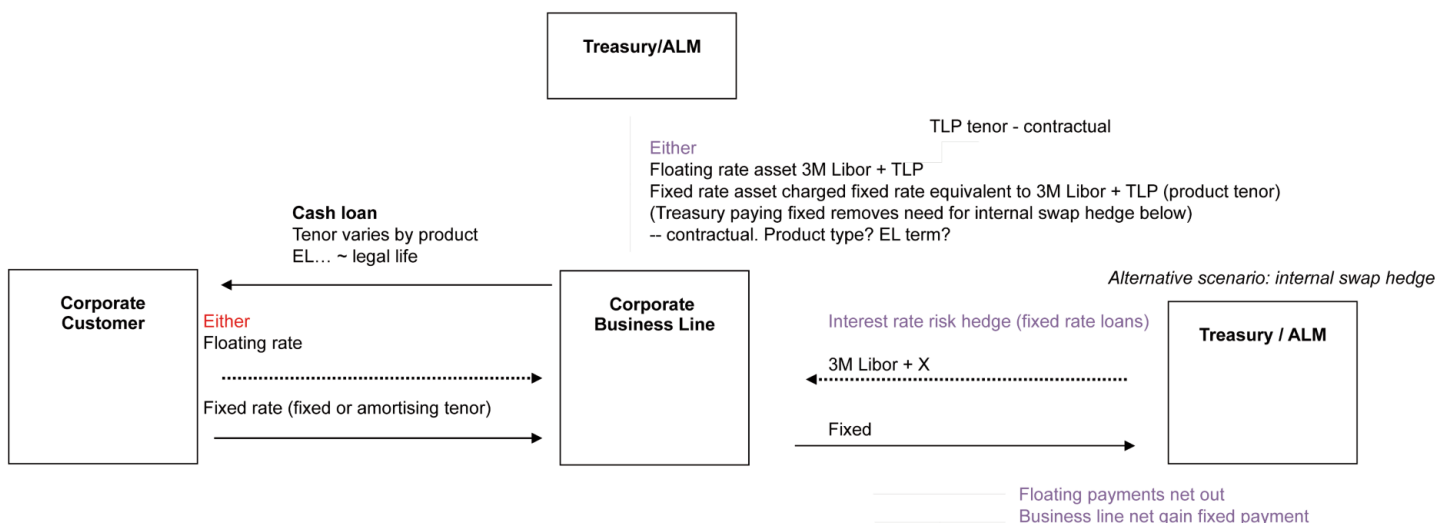 Treasury/ALM
TLP tenor - contractual
Either
Floating rate asset 3M Libor + TLP
Fixed rate asset charged fixed rate equivalent to 3M Libor + TLP (product tenor)
(Treasury paying fixed removes need for internal swap hedge below)
-- contractual. Product type? EL term?
Cash loan
Tenor varies by product
EL… ~ legal life
Alternative scenario: internal swap hedge
Corporate
Customer
Either
Floating rate
Fixed rate (fixed or amortising tenor)
Corporate
Business Line
Interest rate risk hedge (fixed rate loans)
3M Libor + X
Fixed
Treasury / ALM
Floating payments net out
Business line net gain fixed payment